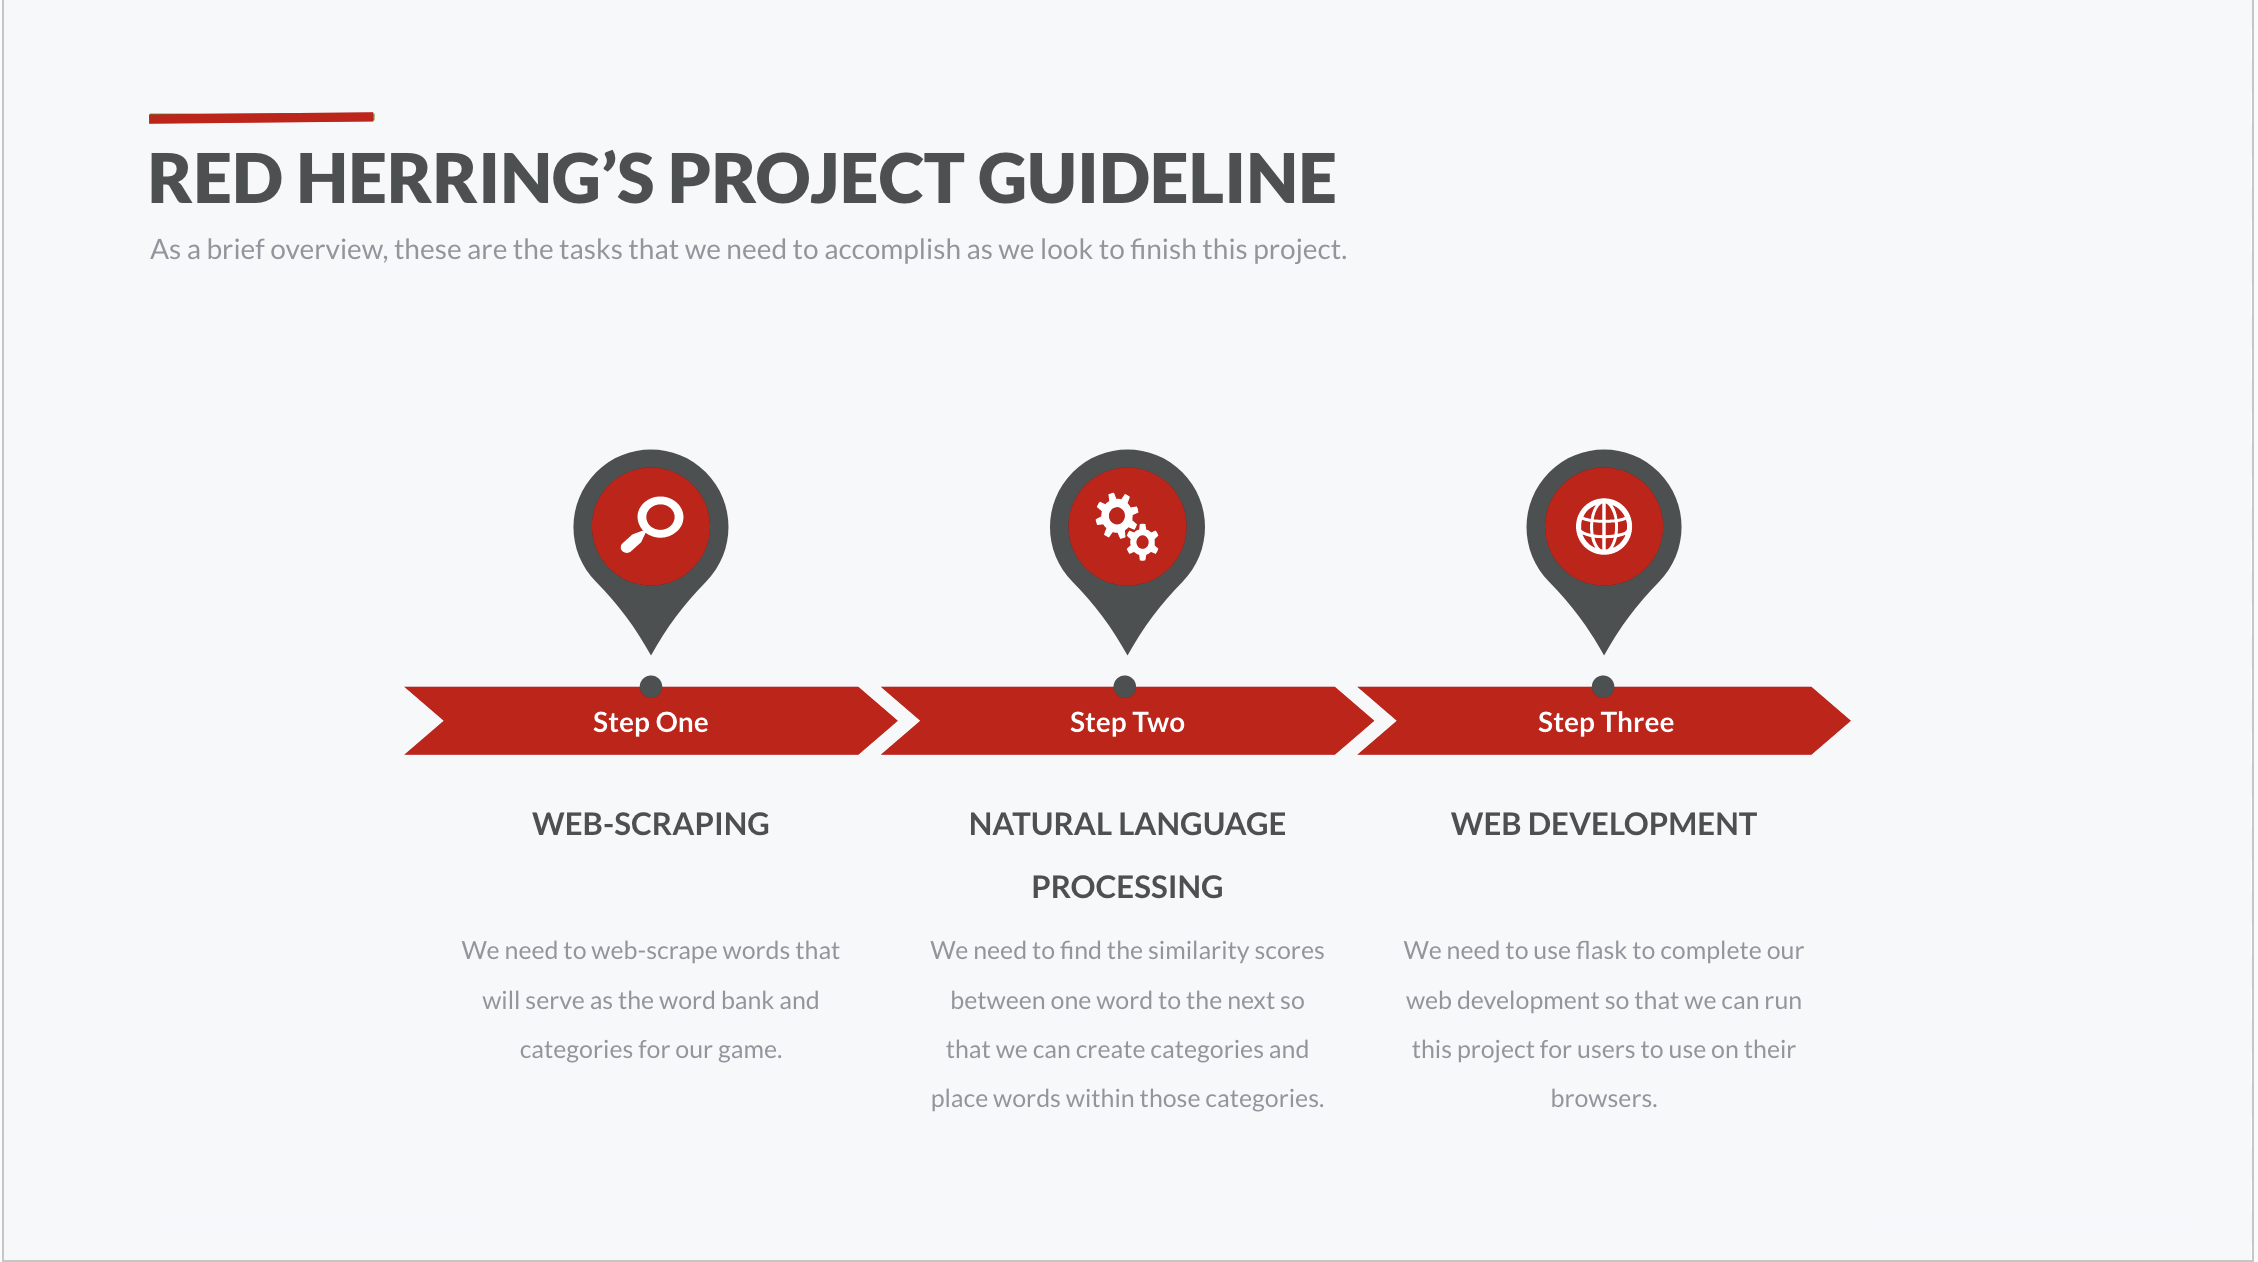 RED HERRING’S PROJECT GUIDELINE
As a brief overview, these are the tasks that we need to accomplish as we look to finish this project.
Step One
Step Two
Step Three
WEB-SCRAPING
We need to web-scrape words that
will serve as the word bank and
categories for our game.
NATURAL LANGUAGE
PROCESSING
We need to find the similarity scores
between one word to the next so
that we can create categories and
place words within those categories.
WEB DEVELOPMENT
We need to use flask to complete our
web development so that we can run
this project for users to use on their
browsers.